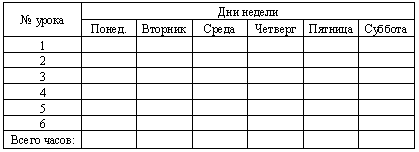 № урока
Дни недели
Понед. Вторник Среда Четверг Пятница Суббота
1
2
3
4
5
6
Всего часов: